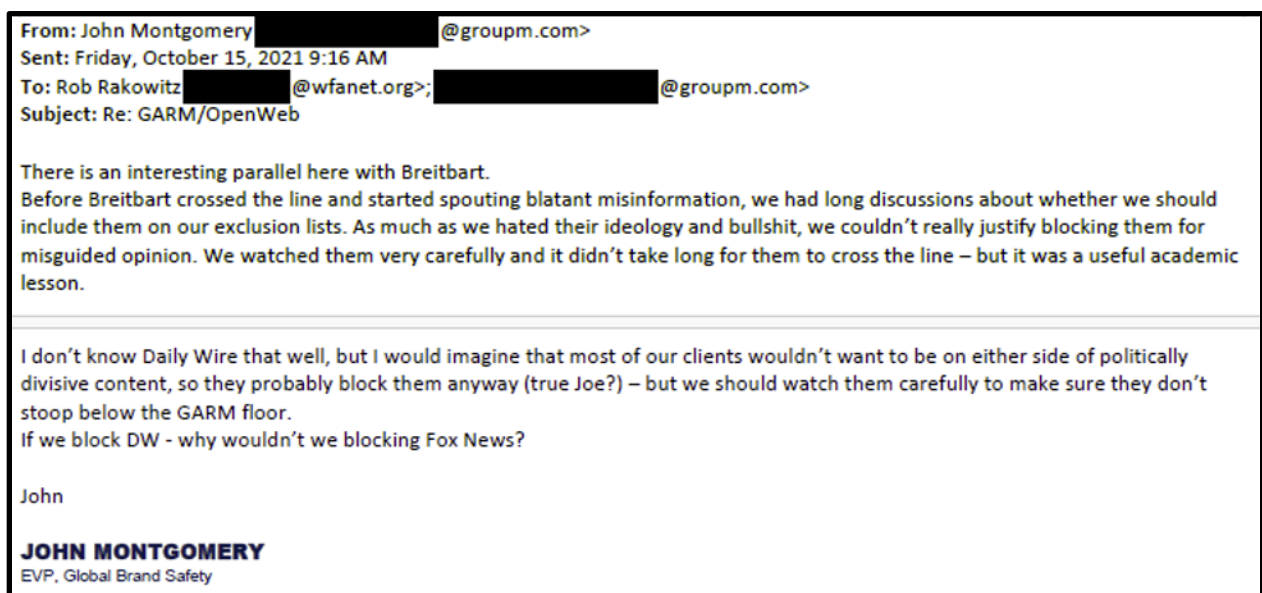 From: John Montgomery @groupm.com>
Sent: Friday, October 15, 2021 9:16 AM
To: Rob Rakowitz @wfanet.org>; @groupm.com>
Subject: Re: GARM/OpenWeb
There is an interesting parallel here with Breitbart.
Before Breitbart crossed the line and started spouting blatant misinformation, we had long discussions about whether we should
include them on our exclusion lists. As much as we hated their ideology and bullshit, we couldn't really justify blocking them for
misguided opinion. We watched them very carefully and it didn't take long for them to cross the line – but it was a useful academic
lesson.
I don't know Daily Wire that well, but I would imagine that most of our clients wouldn't want to be on either side of politically
divisive content, so they probably block them anyway (true Joe?) – but we should watch them carefully to make sure they don't
stoop below the GARM floor.
If we block DW - why wouldn't we blocking Fox News?
John
JOHN MONTGOMERY
EVP, Global Brand Safety